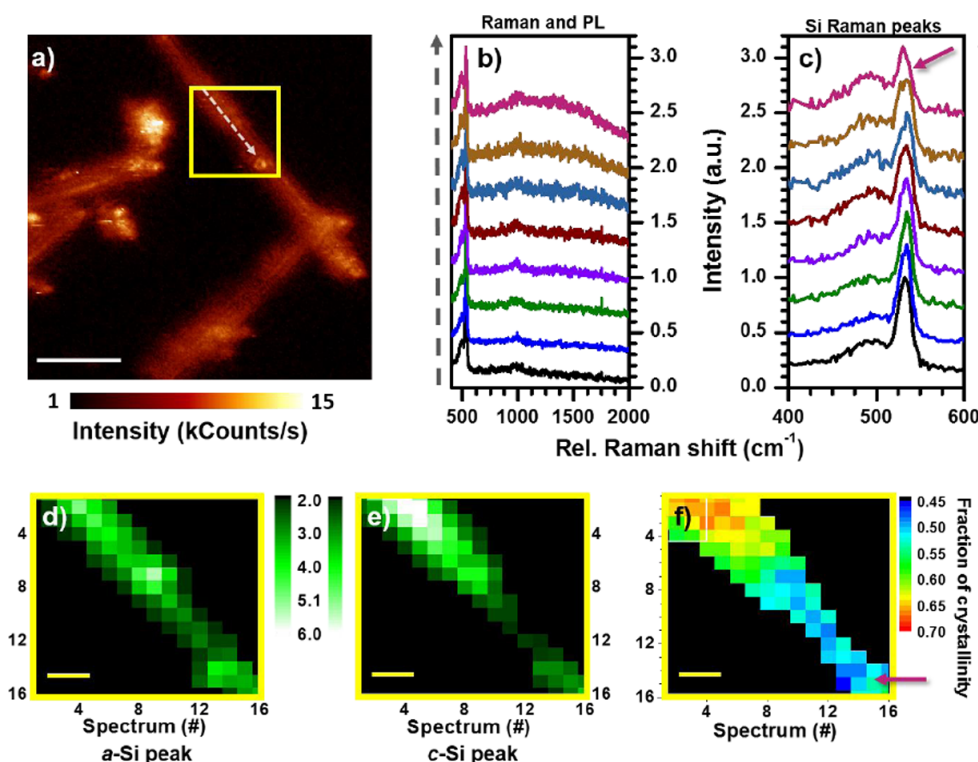 Raman and PL
Si Raman peaks
a)
b)
c)
3.0
2.5
2.0
1.5
1.0
0.5
0.0
Intensity (a.u.)
3.0
2.5
2.0
1.5
1.0
0.5
0.0
500 1000 1500 2000
400 500 600
Rel. Raman shift (cm⁻¹)
1 15
Intensity (kCounts/s)
d)
2.0
3.0
4.0
5.1
6.0
e)
4
8
12
16
f)
0.45
0.50
0.55
0.60
0.65
0.70
Fraction of crystallinity
4
8
12
16
4
8
12
16
4 8 12 16
Spectrum (#)
a-Si peak
4 8 12 16
Spectrum (#)
c-Si peak
4 8 12 16
Spectrum (#)